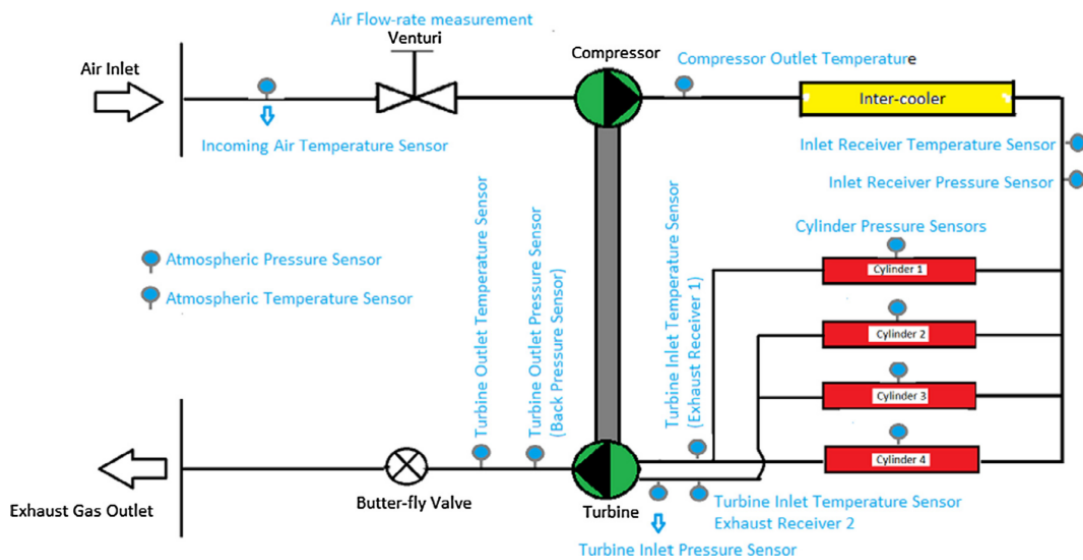 Air Flow-rate measurement
Venturi
Compressor
Air Inlet
Compressor Outlet Temperature
Inter-cooler
Incoming Air Temperature Sensor
Inlet Receiver Temperature Sensor
Inlet Receiver Pressure Sensor
Atmospheric Pressure Sensor
Atmospheric Temperature Sensor
Turbine Outlet Temperature Sensor
Turbine Outlet Pressure Sensor
(Back Pressure Sensor)
Turbine Inlet Temperature Sensor
(Exhaust Receiver 1)
Cylinder Pressure Sensors
Cylinder 1
Cylinder 2
Cylinder 3
Cylinder 4
Exhaust Gas Outlet
Butter-fly Valve
Turbine
Turbine Inlet Temperature Sensor
Exhaust Receiver 2
Turbine Inlet Pressure Sensor